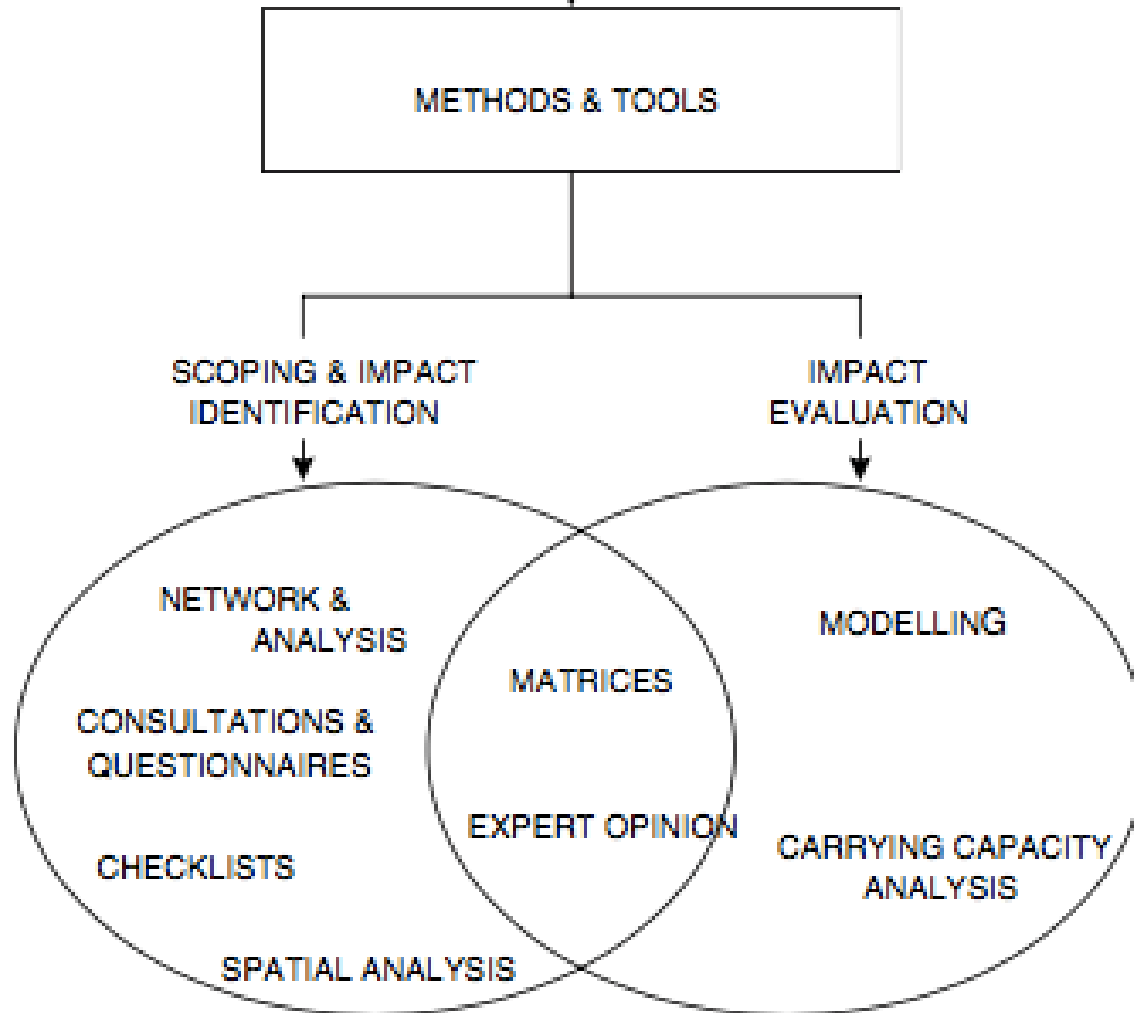 METHODS & TOOLS
SCOPING & IMPACT
IDENTIFICATION
IMPACT
EVALUATION
NETWORK &
ANALYSIS
CONSULTATIONS &
QUESTIONNAIRES
CHECKLISTS
SPATIAL ANALYSIS
MATRICES
EXPERT OPINION
MODELLING
CARRYING CAPACITY
ANALYSIS